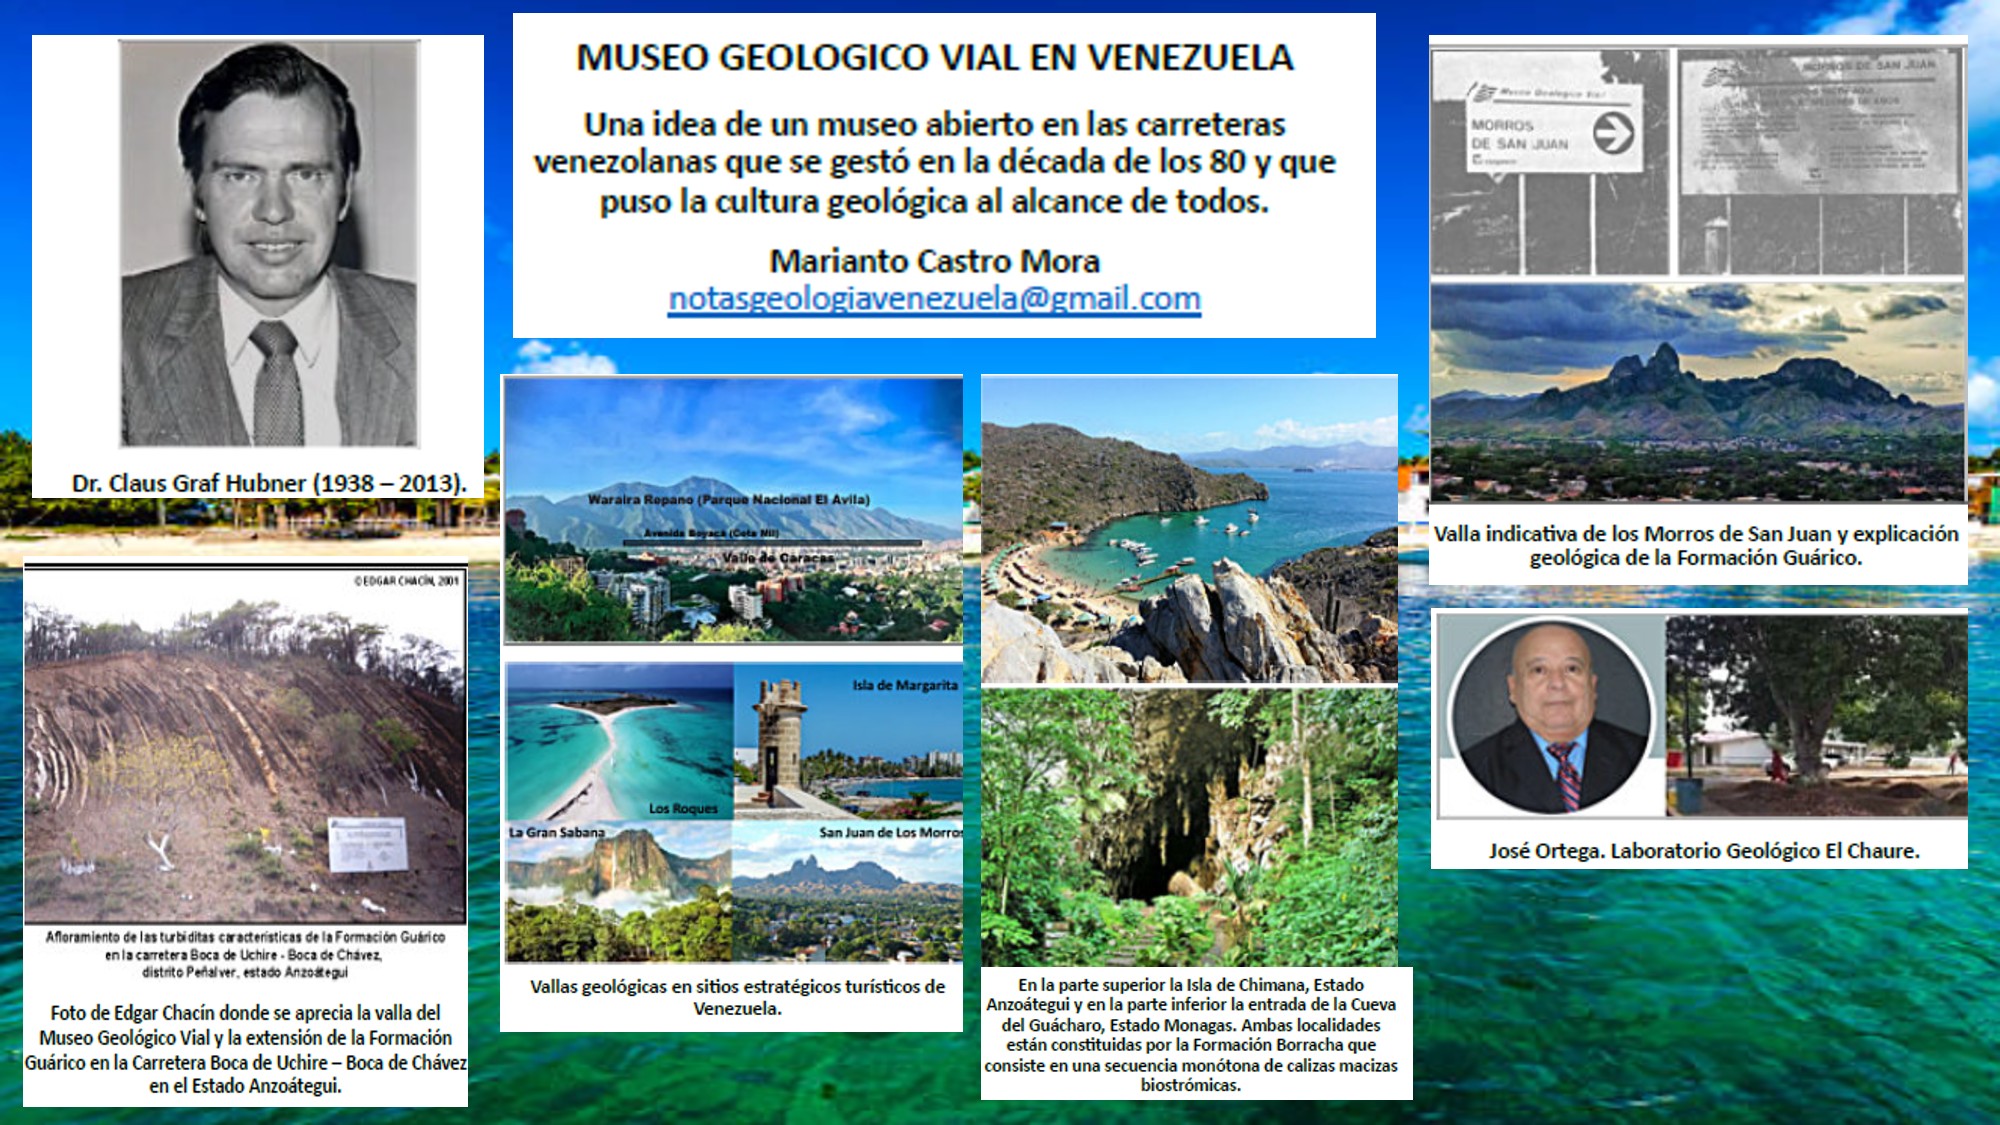 MUSEO GEOLOGICO VIAL EN VENEZUELA
Una idea de un museo abierto en las carreteras
venezolanas que se gestó en la década de los 80 y que
puso la cultura geológica al alcance de todos.
Marianto Castro Mora
notasgeologiavenezuela@gmail.com
Dr. Claus Graf Hubner (1938 – 2013).
© EDGAR CHACÍN, 2001
Afloramiento de las turbiditas características de la Formación Guárico
en la carretera Boca de Uchire - Boca de Chávez,
distrito Peñalver, estado Anzoátegui
Foto de Edgar Chacín donde se aprecia la valla del
Museo Geológico Vial y la extensión de la Formación
Guárico en la Carretera Boca de Uchire – Boca de Chávez
en el Estado Anzoátegui.
Waraira Repano (Parque Nacional El Avila)
Avenida Boyacá (Cota Mil)
Valle de Caracas
Isla de Margarita
Los Roques
La Gran Sabana
San Juan de Los Morros
Vallas geológicas en sitios estratégicos turísticos de
Venezuela.
En la parte superior la Isla de Chimana, Estado
Anzoátegui y en la parte inferior la entrada de la Cueva
del Guácharo, Estado Monagas. Ambas localidades
están constituidas por la Formación Borracha que
consiste en una secuencia monótona de calizas macizas
biostrómicas.
Museo Geologico Vial
MORROS
DE SAN JUAN
MORROS DE SAN JUAN
Valla indicativa de los Morros de San Juan y explicación
geológica de la Formación Guárico.
José Ortega. Laboratorio Geológico El Chaure.